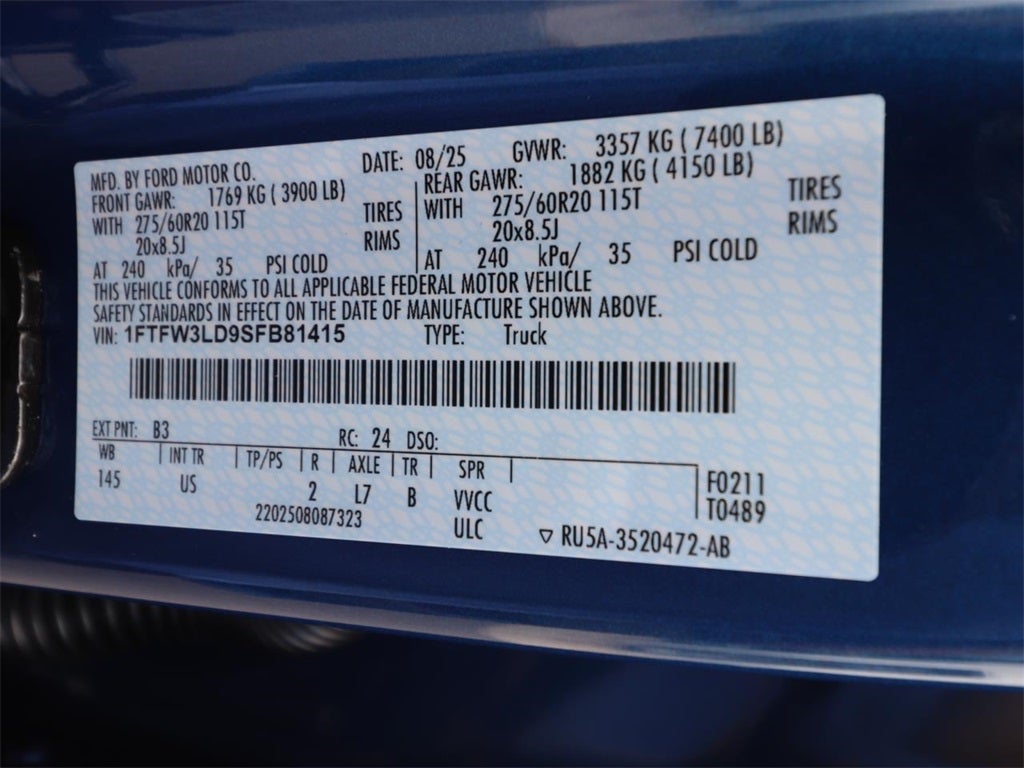 MFD. BY FORD MOTOR CO. DATE: 08/25 GVWR: 3357 KG ( 7400 LB)
FRONT GAWR: 1769 KG ( 3900 LB) REAR GAWR: 1882 KG ( 4150 LB)
WITH 275/60R20 115T TIRES WITH 275/60R20 115T TIRES
20x8.5J RIMS 20x8.5J RIMS
AT 240 kPa/ 35 PSI COLD AT 240 kPa/ 35 PSI COLD
THIS VEHICLE CONFORMS TO ALL APPLICABLE FEDERAL MOTOR VEHICLE
SAFETY STANDARDS IN EFFECT ON THE DATE OF MANUFACTURE SHOWN ABOVE.
VIN: 1FTFW3LD9SFB81415 TYPE: Truck
EXT PNT: B3 RC: 24 DSO:
WB INT TR TP/PS R AXLE TR SPR
145 US 2 L7 B VVCC F0211
2202508087323 ULC T0489
RU5A-3520472-AB